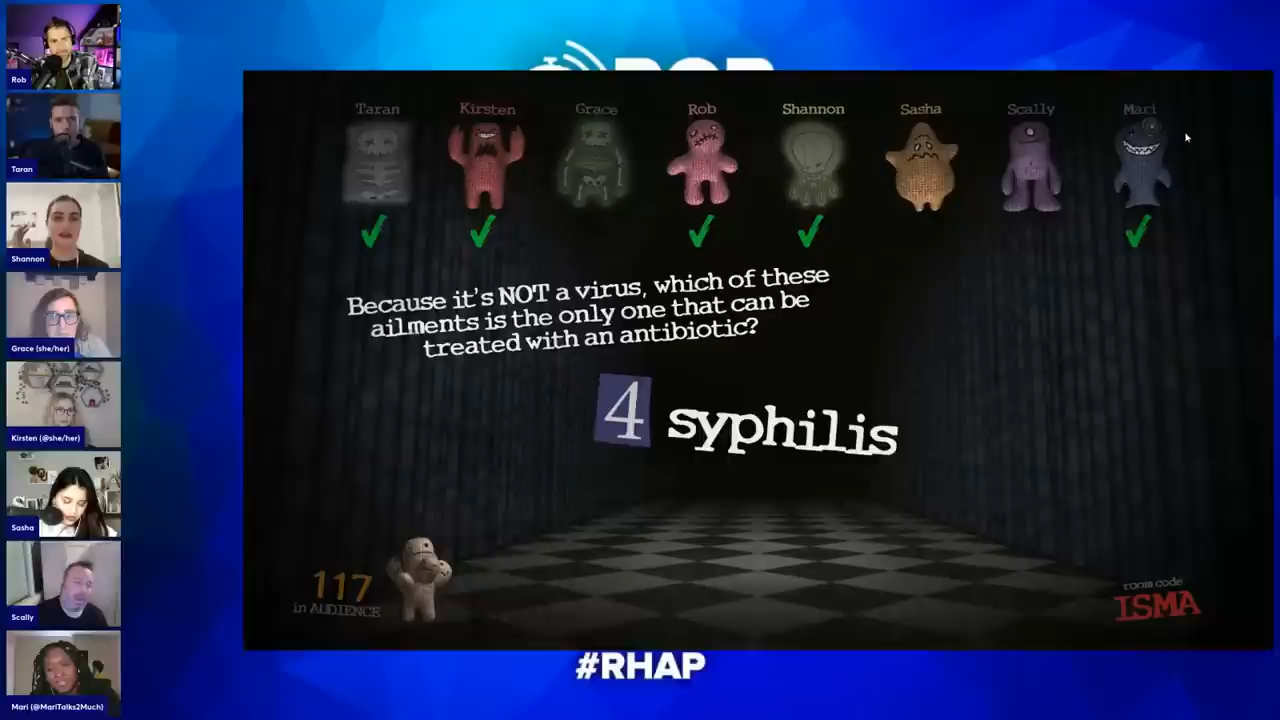 Rob
Taran
Shannon
Grace (she/her)
Kirsten (@she/her)
Sasha
Scally
Mari (@MariTalks2Much)
Taran
Kirsten
Grace
Rob
Shannon
Sasha
Scally
Mari
Because it's NOT a virus, which of these
ailments is the only one that can be
treated with an antibiotic?
4 syphilis
117
in AUDIENCE
room code
ISMA
#RHAP